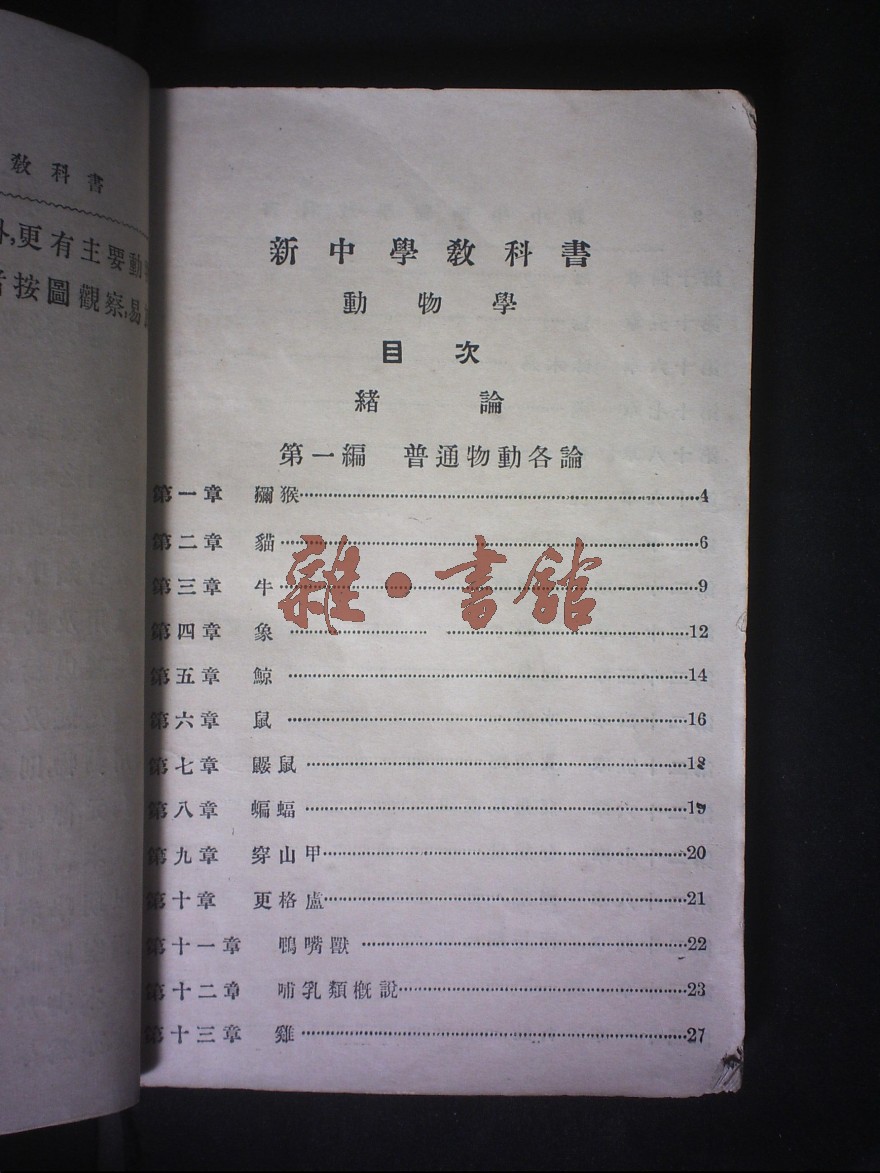 教科書
更有主要動
按圖觀察,易
新中學教科書
動物學
目次
緒論
第一編 普通物動各論
第一章 獼猴……4
第二章 貓……6
第三章 牛……9
第四章 象……12
第五章 鯨……14
第六章 鼠……16
第七章 鼴鼠……18
第八章 蝙蝠……19
第九章 穿山甲……20
第十章 更格盧……21
第十一章 鴨嘴獸……22
第十二章 哺乳類概說……23
第十三章 雞……27
雜·書館